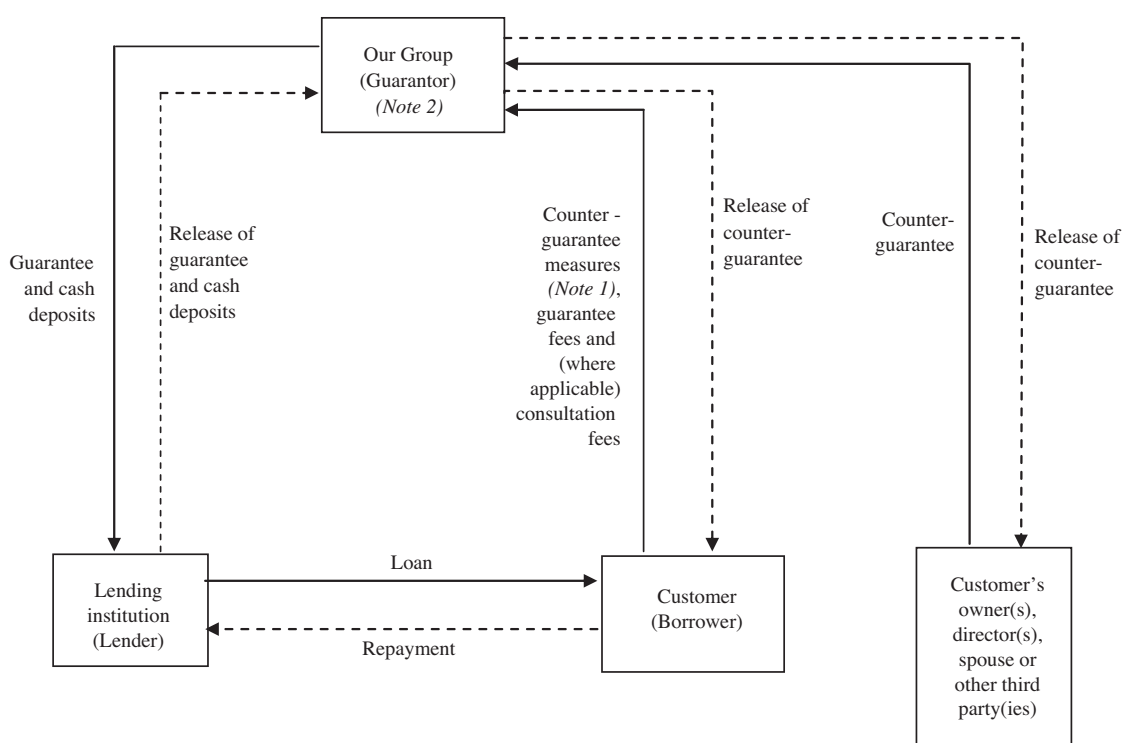 Our Group
(Guarantor)
(Note 2)
Guarantee
and cash
deposits
Release of
guarantee
and cash
deposits
Counter -
guarantee
measures
(Note 1),
guarantee
fees and
(where
applicable)
consultation
fees
Release of
counter-
guarantee
Counter-
guarantee
Release of
counter-
guarantee
Lending
institution
(Lender)
Loan
Repayment
Customer
(Borrower)
Customer’s
owner(s),
director(s),
spouse or
other third
party(ies)